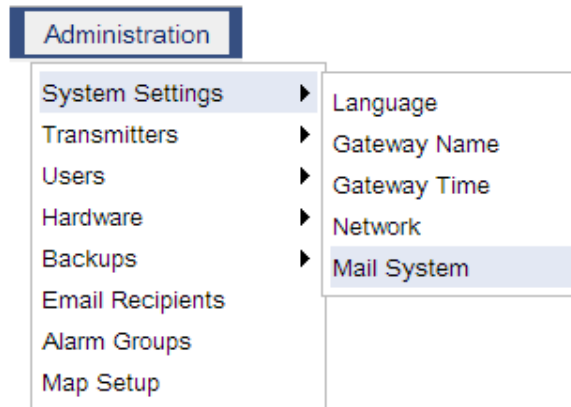 Administration
System Settings
Transmitters
Users
Hardware
Backups
Email Recipients
Alarm Groups
Map Setup
Language
Gateway Name
Gateway Time
Network
Mail System